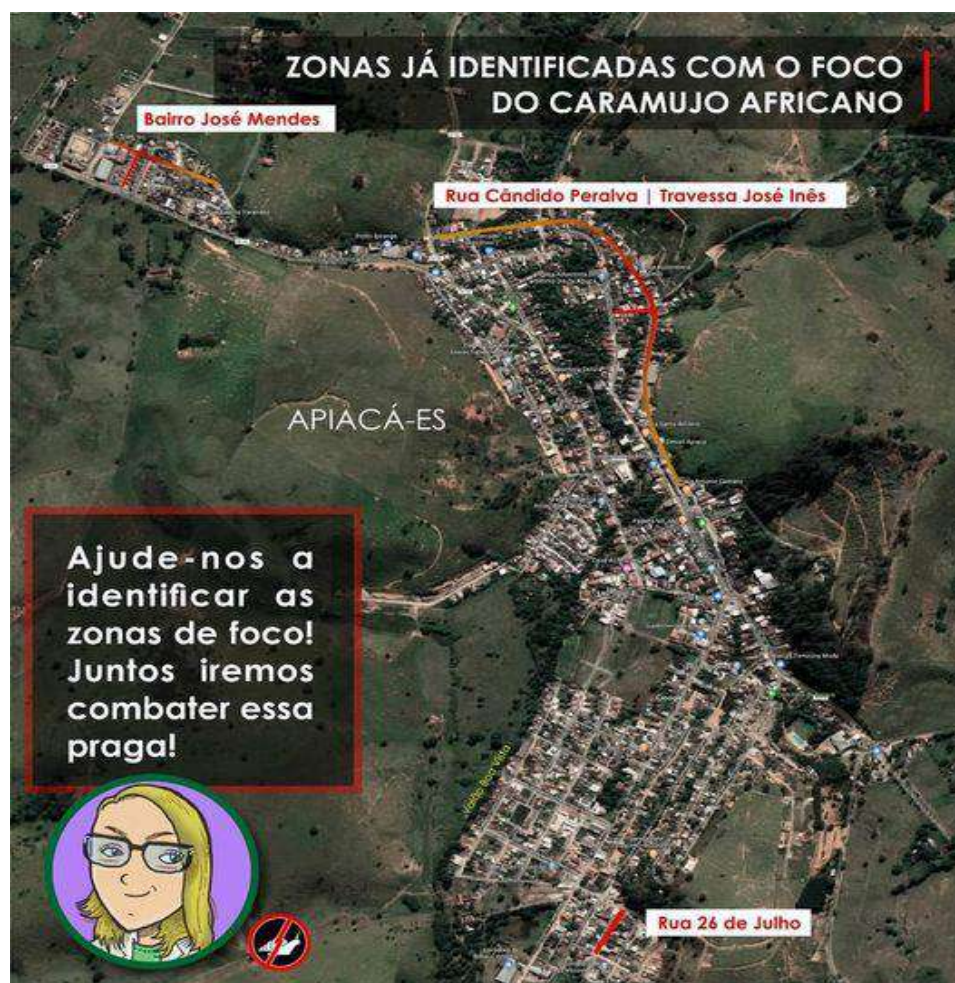 ZONAS JÁ IDENTIFICADAS COM O FOCO
DO CARAMUJO AFRICANO
Bairro José Mendes
Rua Cândido Peralva | Travessa José Inês
APIACÁ-ES
Ajude-nos a
identificar as
zonas de foco!
Juntos iremos
combater essa
praga!
Rua 26 de Julho